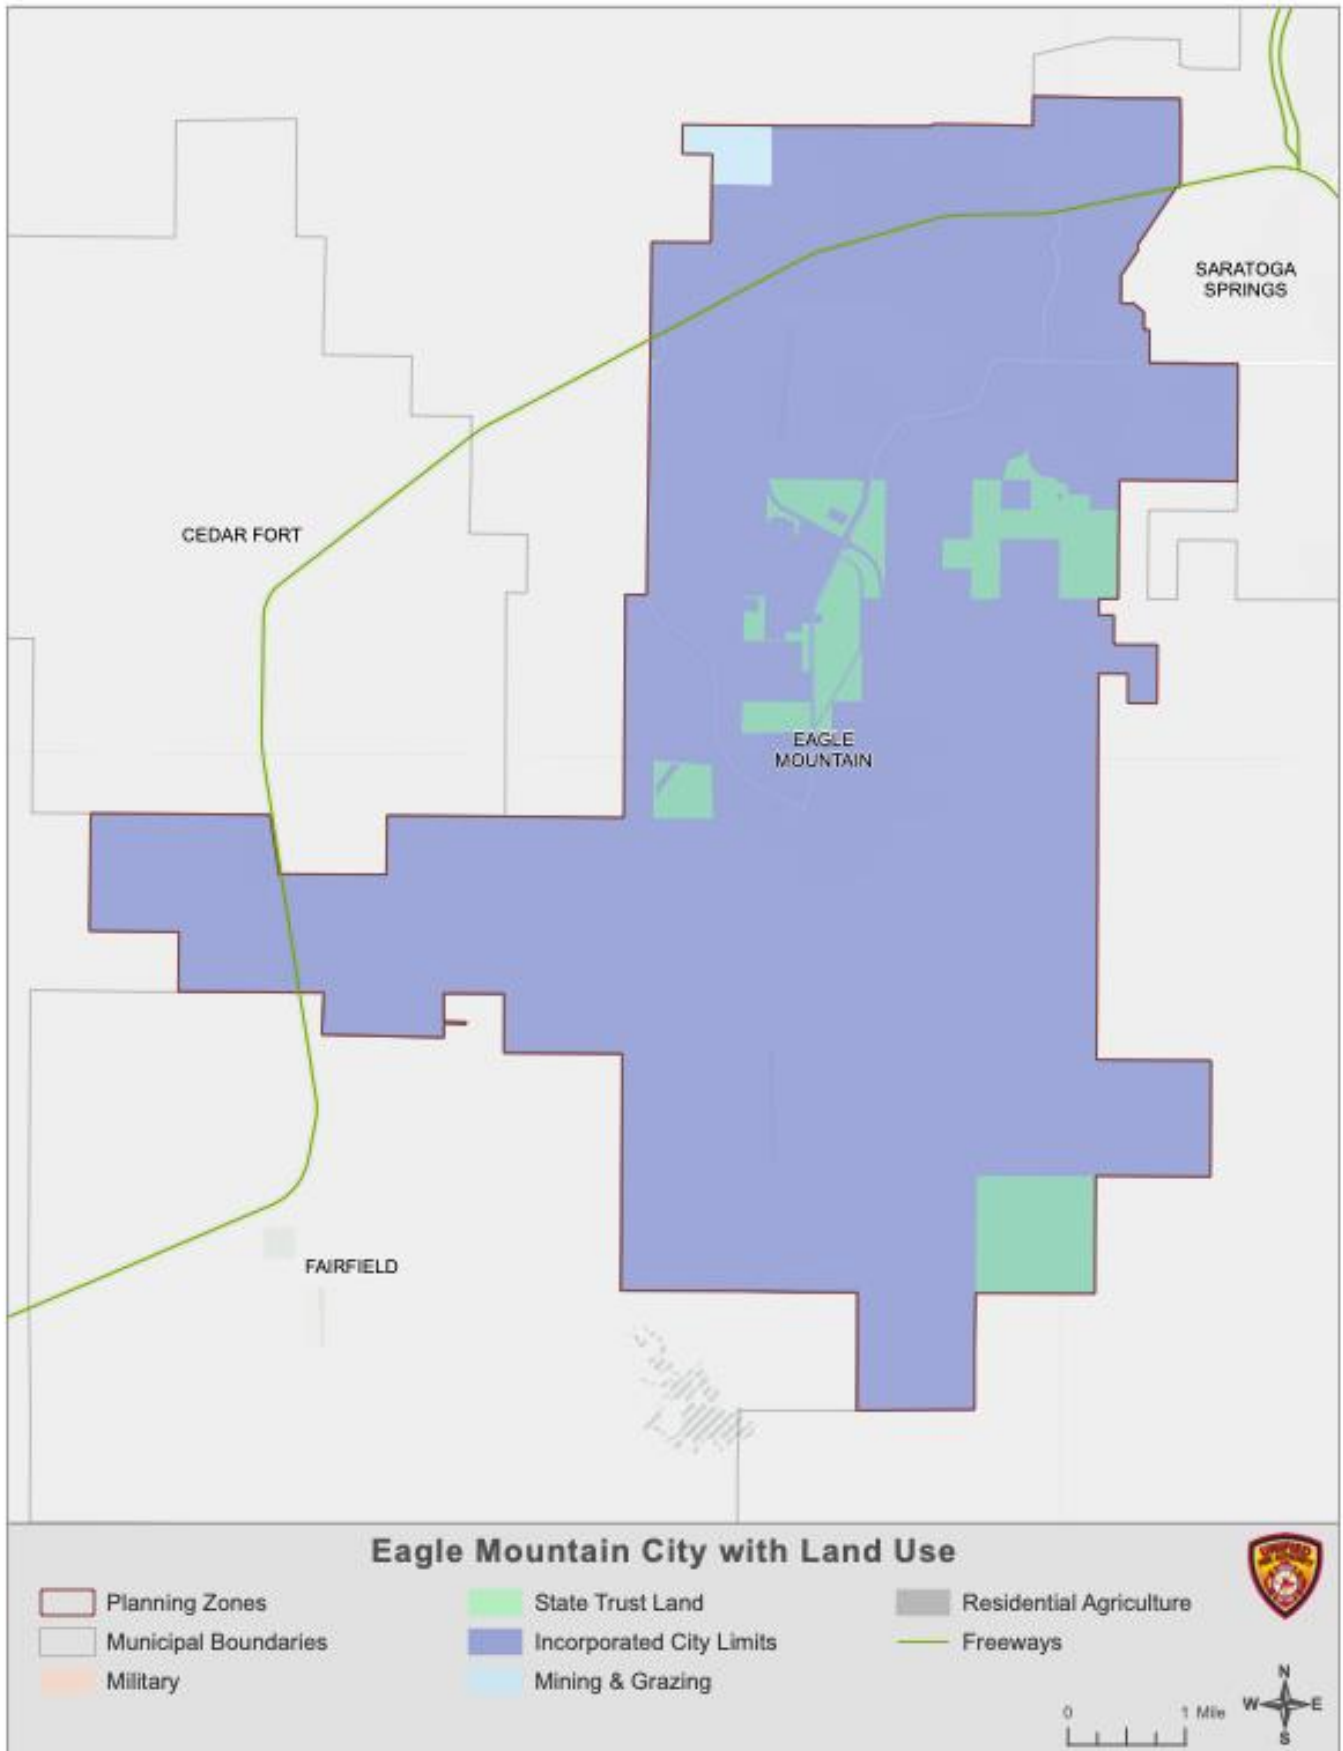 SARATOGA
SPRINGS
CEDAR FORT
EAGLE
MOUNTAIN
FAIRFIELD
Eagle Mountain City with Land Use
Planning Zones
State Trust Land
Residential Agriculture
Municipal Boundaries
Incorporated City Limits
Freeways
Military
Mining & Grazing
UNIFIED
0 1 Mile
N
W E
S